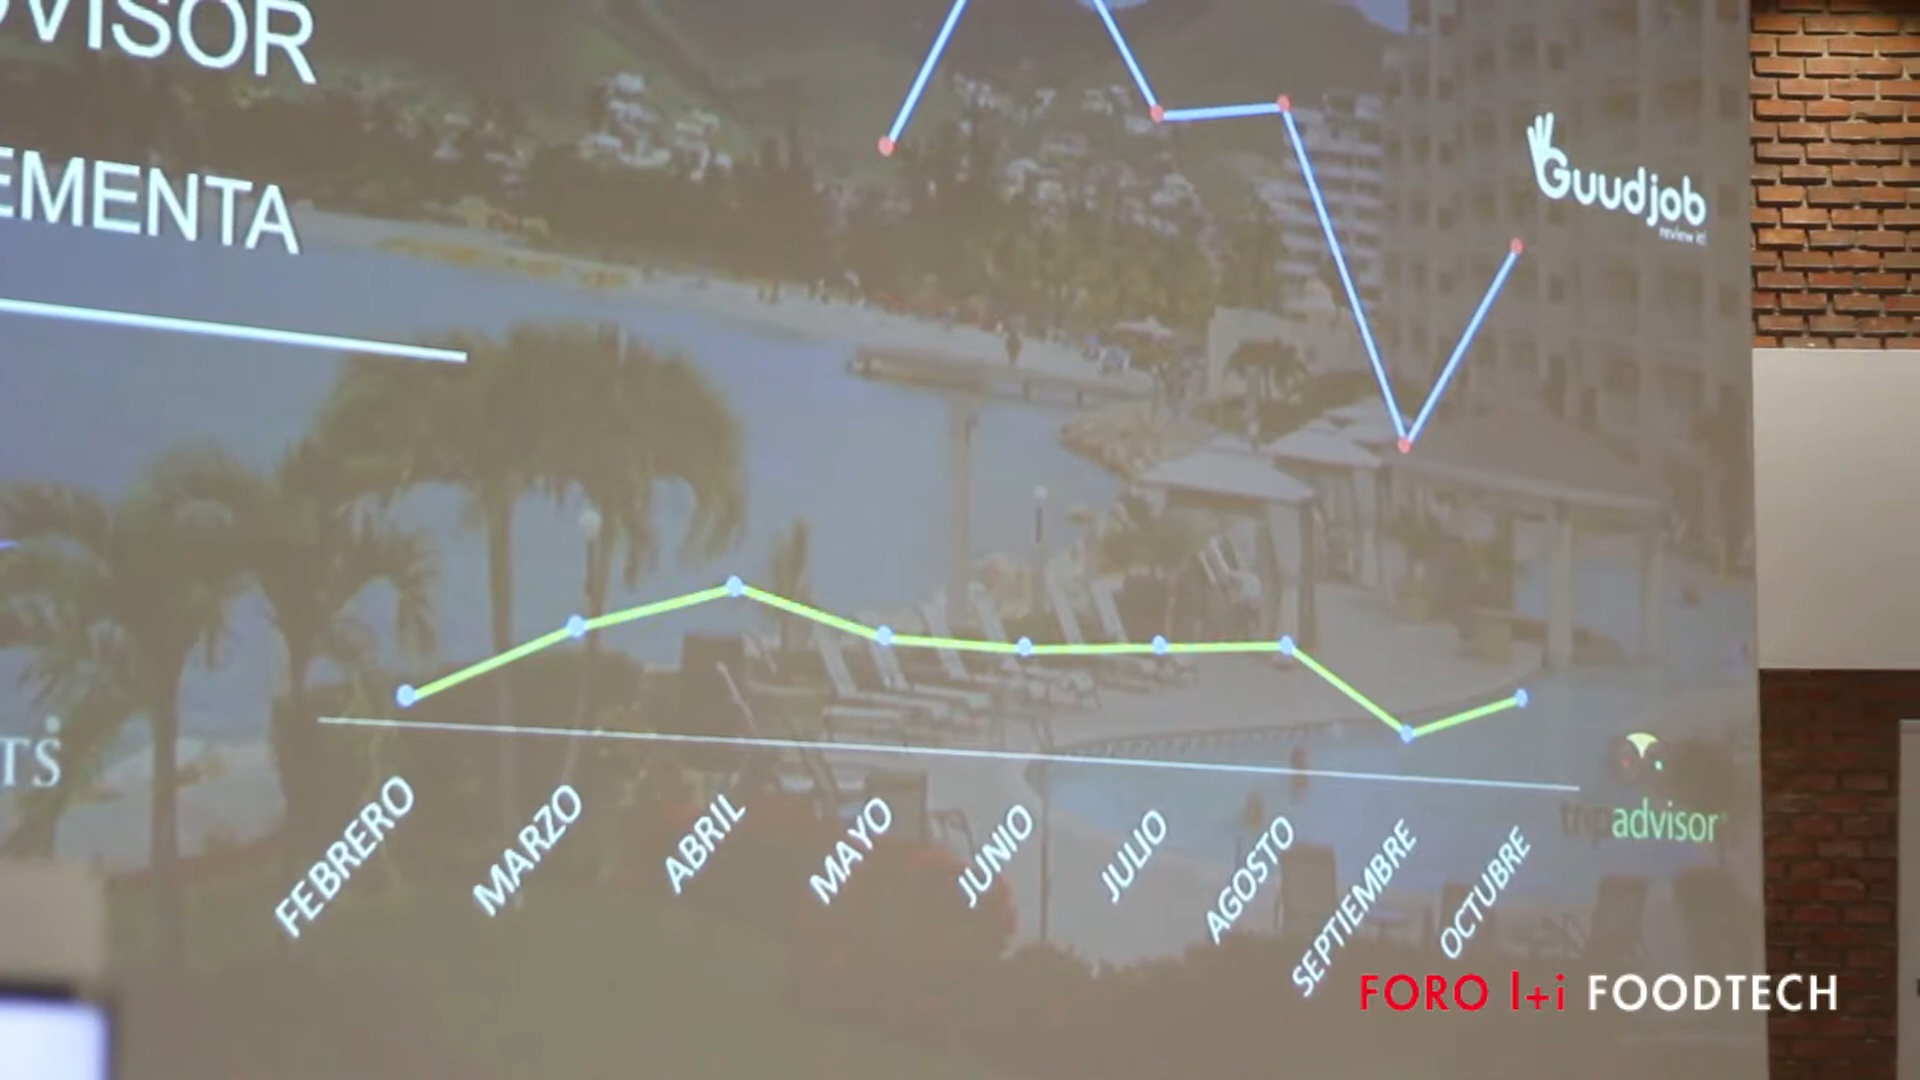 VISOR
EMENTA
Guudjob
review it!
TS
tripadvisor
FEBRERO
MARZO
ABRIL
MAYO
JUNIO
JULIO
AGOSTO
SEPTIEMBRE
OCTUBRE
FORO I+i FOODTECH